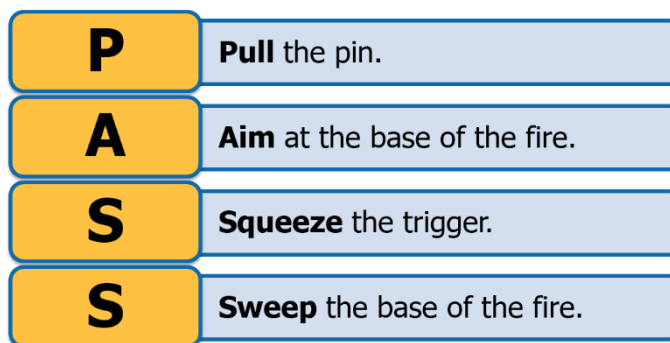 P
Pull the pin.
A
Aim at the base of the fire.
S
Squeeze the trigger.
S
Sweep the base of the fire.